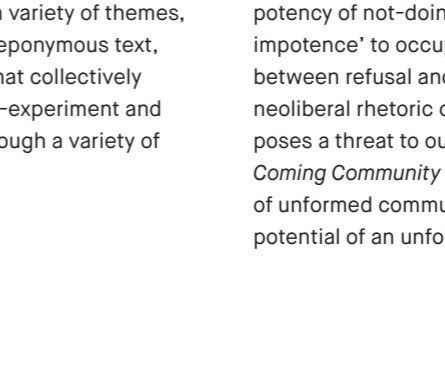 variety of themes,
eponymous text,
hat collectively
-experiment and
ough a variety of
potency of not-doin
impotence’ to occu
between refusal and
neoliberal rhetoric
poses a threat to ou
Coming Community
of unformed commu
potential of an unfo